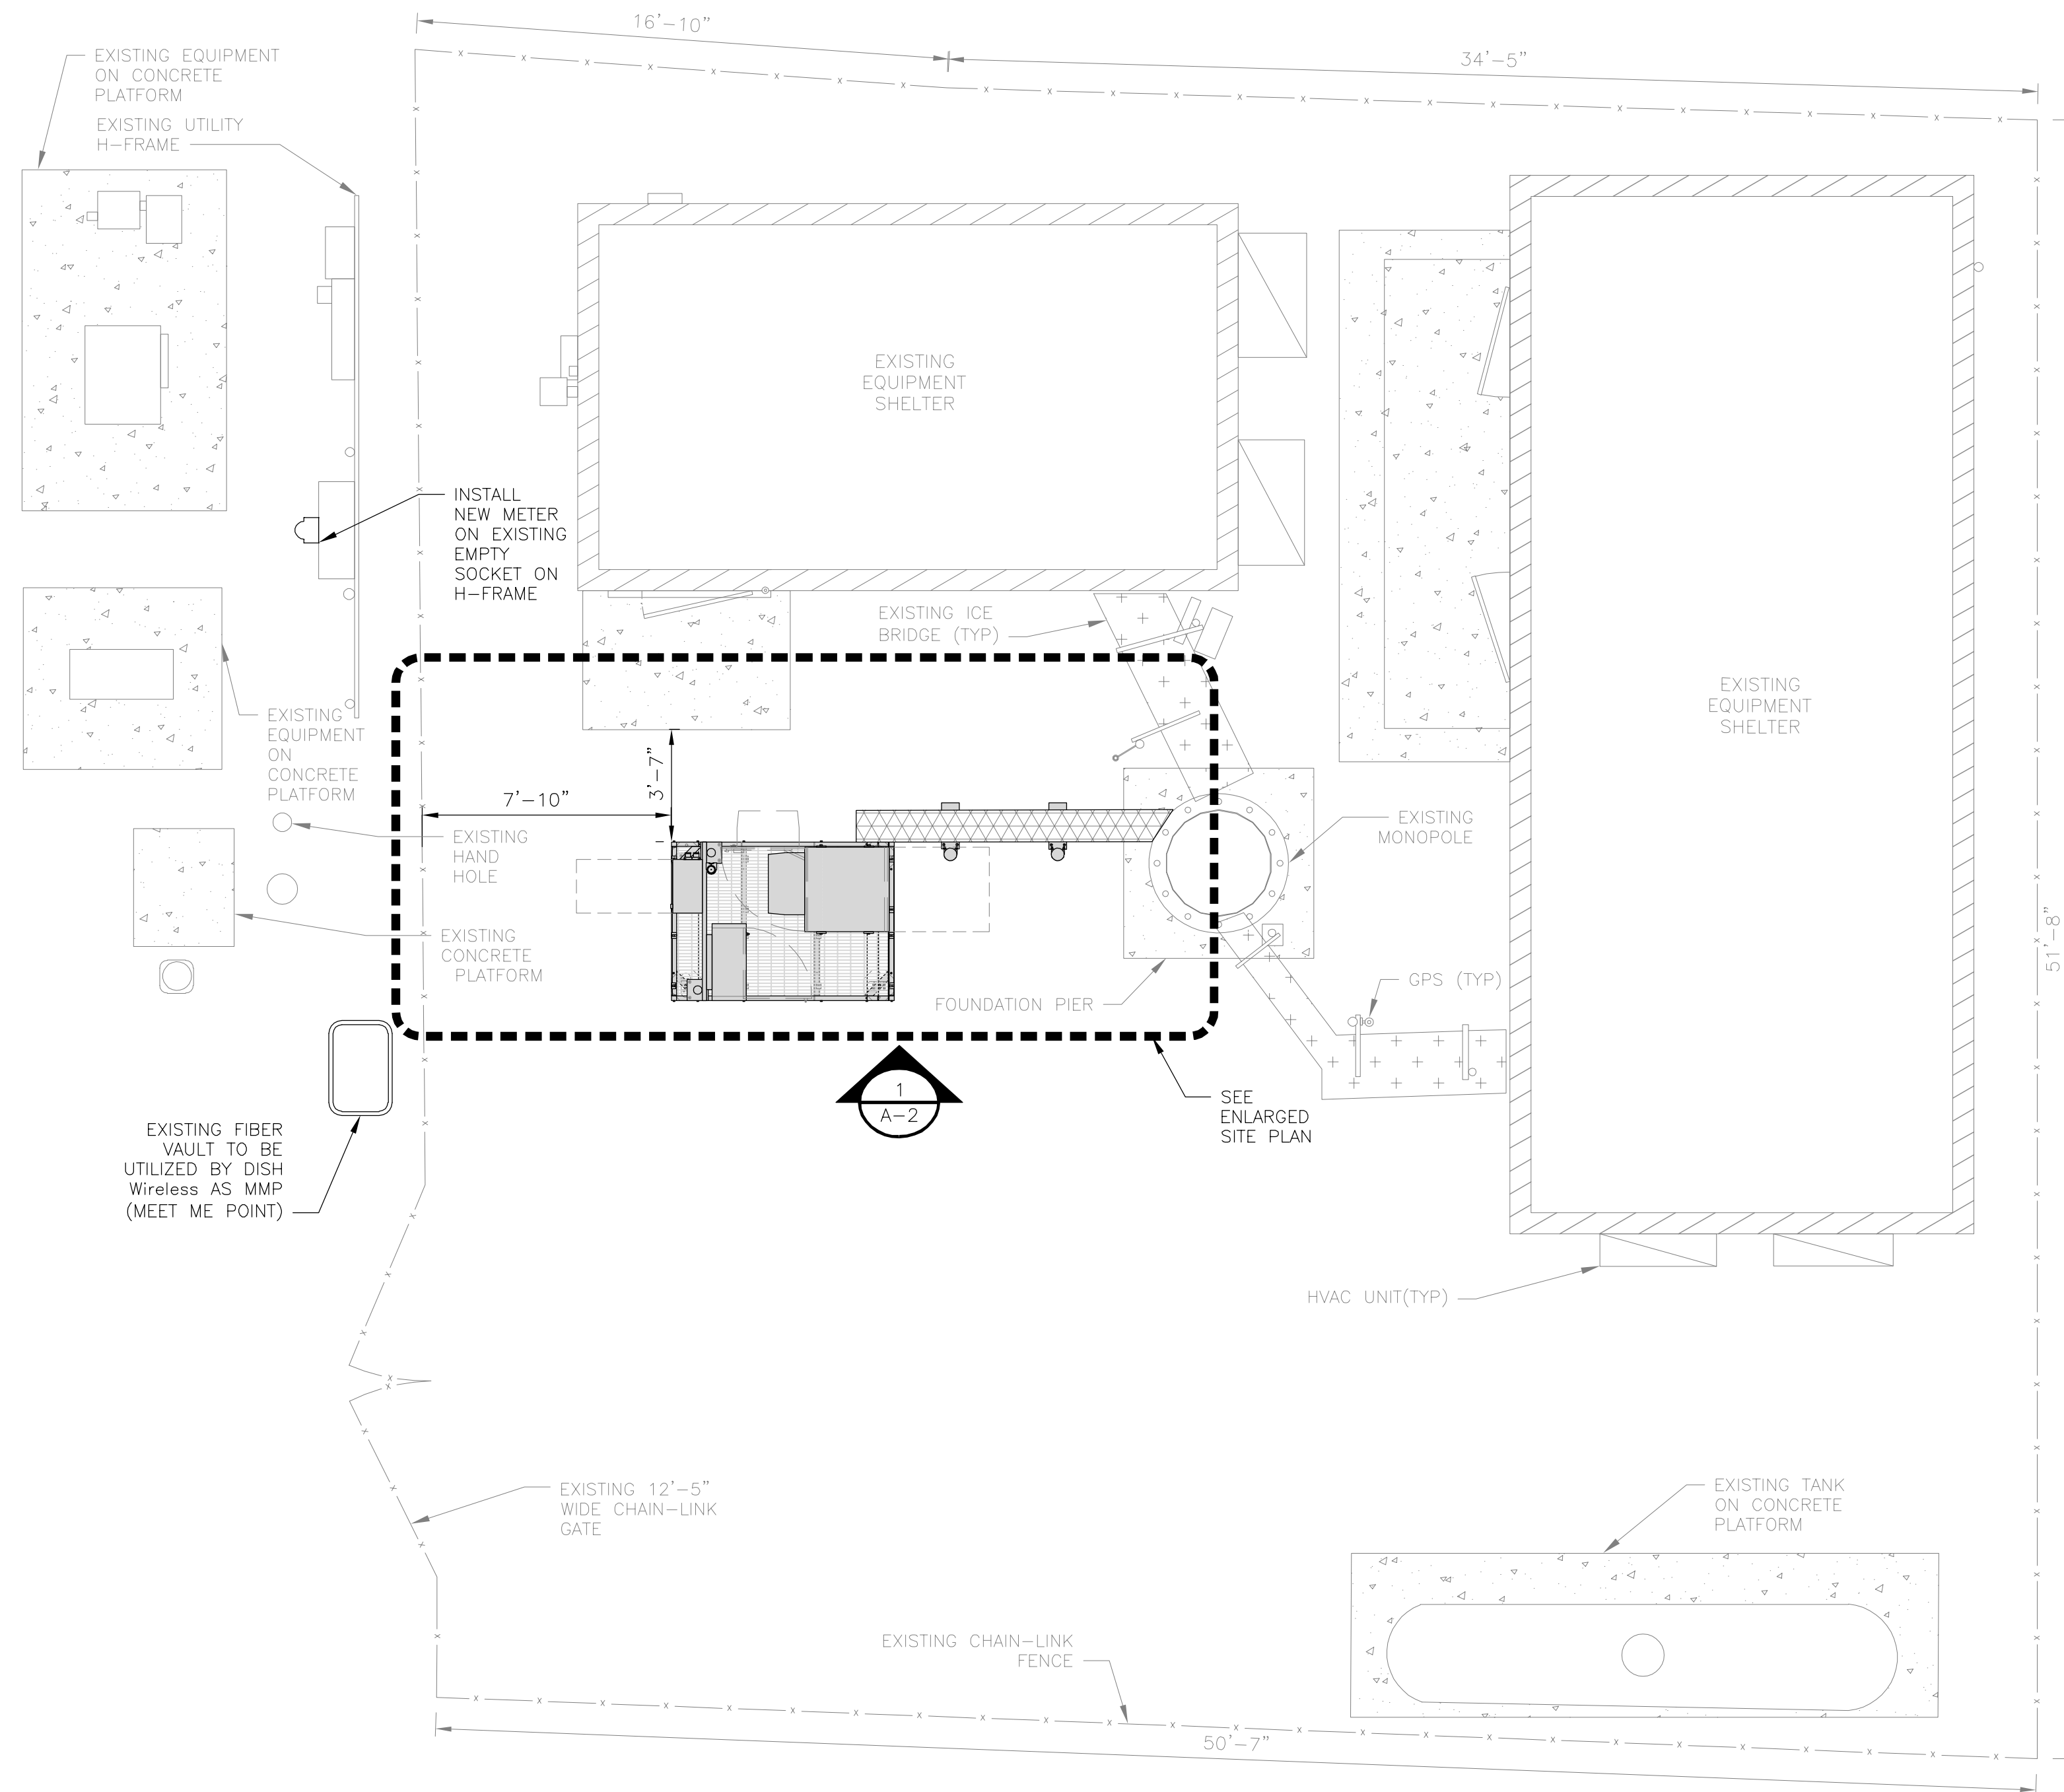 16'-10"
34'-5"
EXISTING EQUIPMENT
ON CONCRETE
PLATFORM
EXISTING UTILITY
H-FRAME
EXISTING
EQUIPMENT
SHELTER
INSTALL
NEW METER
ON EXISTING
EMPTY
SOCKET ON
H-FRAME
EXISTING ICE
BRIDGE (TYP)
EXISTING
EQUIPMENT
SHELTER
EXISTING
EQUIPMENT
ON
CONCRETE
PLATFORM
3'-7"
7'-10"
EXISTING
HAND
HOLE
EXISTING
MONOPOLE
EXISTING
CONCRETE
PLATFORM
51'-8"
GPS (TYP)
FOUNDATION PIER
1
A-2
SEE
ENLARGED
SITE PLAN
EXISTING FIBER
VAULT TO BE
UTILIZED BY DISH
Wireless AS MMP
(MEET ME POINT)
HVAC UNIT(TYP)
EXISTING 12'-5"
WIDE CHAIN-LINK
GATE
EXISTING TANK
ON CONCRETE
PLATFORM
EXISTING CHAIN-LINK
FENCE
50'-7"